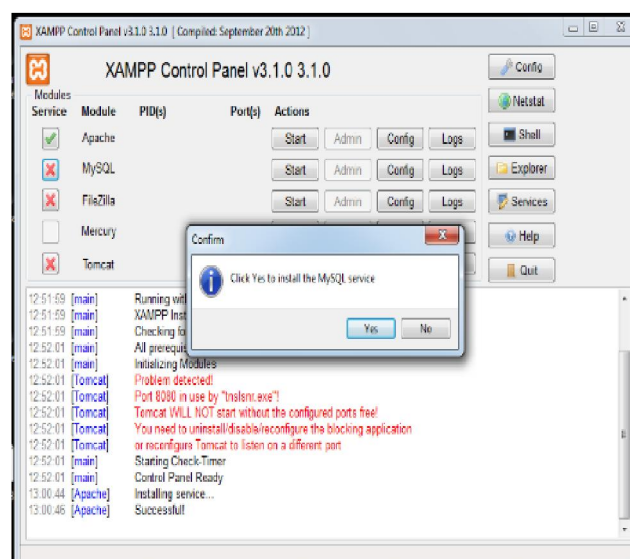 XAMPP Control Panel v3.1.0 3.1.0 [ Compiled: September 20th 2012 ]
XAMPP Control Panel v3.1.0 3.1.0
Config
Modules
Service Module PID(s) Port(s) Actions
Netstat
Apache Start Admin Config Logs
Shell
MySQL Start Admin Config Logs
Explorer
FileZilla Start Admin Config Logs
Services
Mercury
Help
Tomcat
Quit
Confirm
Click Yes to install the MySQL service
Yes No
12:51:59 [main] Running wit
12:51:59 [main] XAMPP Inst
12:51:59 [main] Checking fo
12:52:01 [main] All prerequis
12:52:01 [main] Initializing Modules
12:52:01 [Tomcat] Problem detected!
12:52:01 [Tomcat] Port 8080 in use by "tnslsnr.exe"!
12:52:01 [Tomcat] Tomcat WILL NOT start without the configured ports free!
12:52:01 [Tomcat] You need to uninstall/disable/reconfigure the blocking application
12:52:01 [Tomcat] or reconfigure Tomcat to listen on a different port
12:52:01 [main] Starting Check-Timer
12:52:01 [main] Control Panel Ready
13:00:44 [Apache] Installing service...
13:00:46 [Apache] Successful!